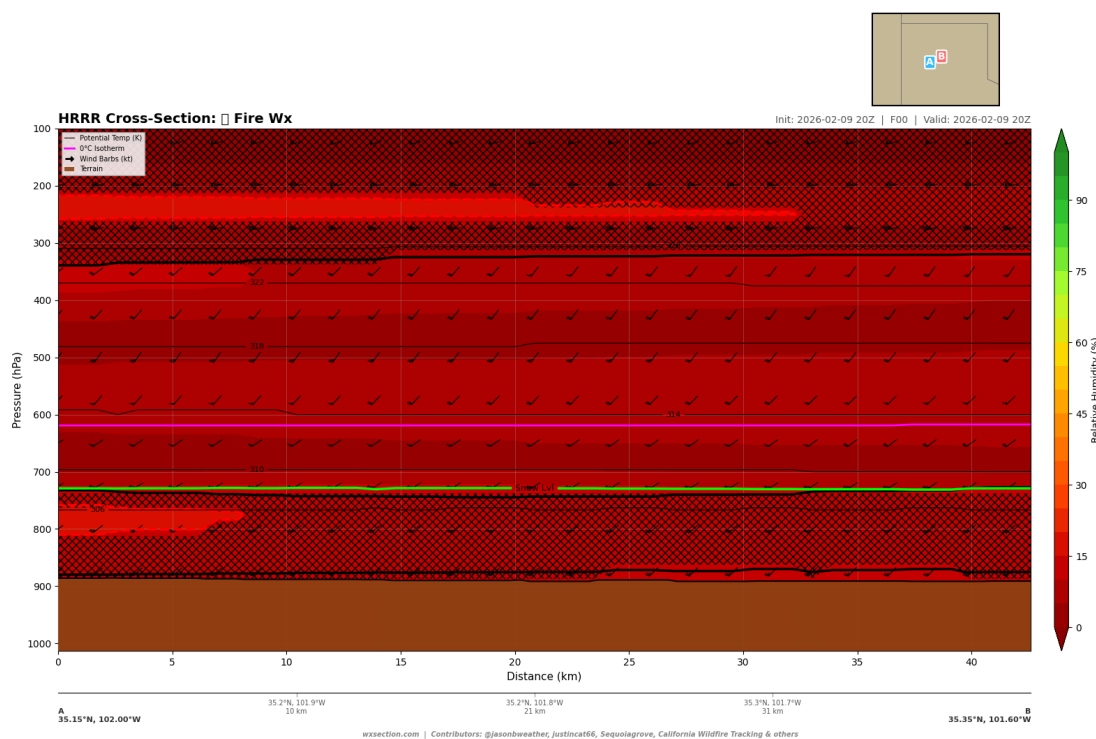 A B
HRRR Cross-Section: Fire Wx
Init: 2026-02-09 20Z | F00 | Valid: 2026-02-09 20Z
Potential Temp (K)
0°C Isotherm
Wind Barbs (kt)
Terrain
100
200
300
400
500
600
700
800
900
1000
Pressure (hPa)
322
318
314
310
Snow Lvl
306
0 5 10 15 20 25 30 35 40
Distance (km)
90
75
60
45
30
15
0
Relative Humidity (%)
35.2°N, 101.9°W
10 km
35.2°N, 101.8°W
21 km
35.3°N, 101.7°W
31 km
A
35.15°N, 102.00°W
B
35.35°N, 101.60°W
wxsection.com | Contributors: @jasonbweather, justincat66, Sequoiagrove, California Wildfire Tracking & others